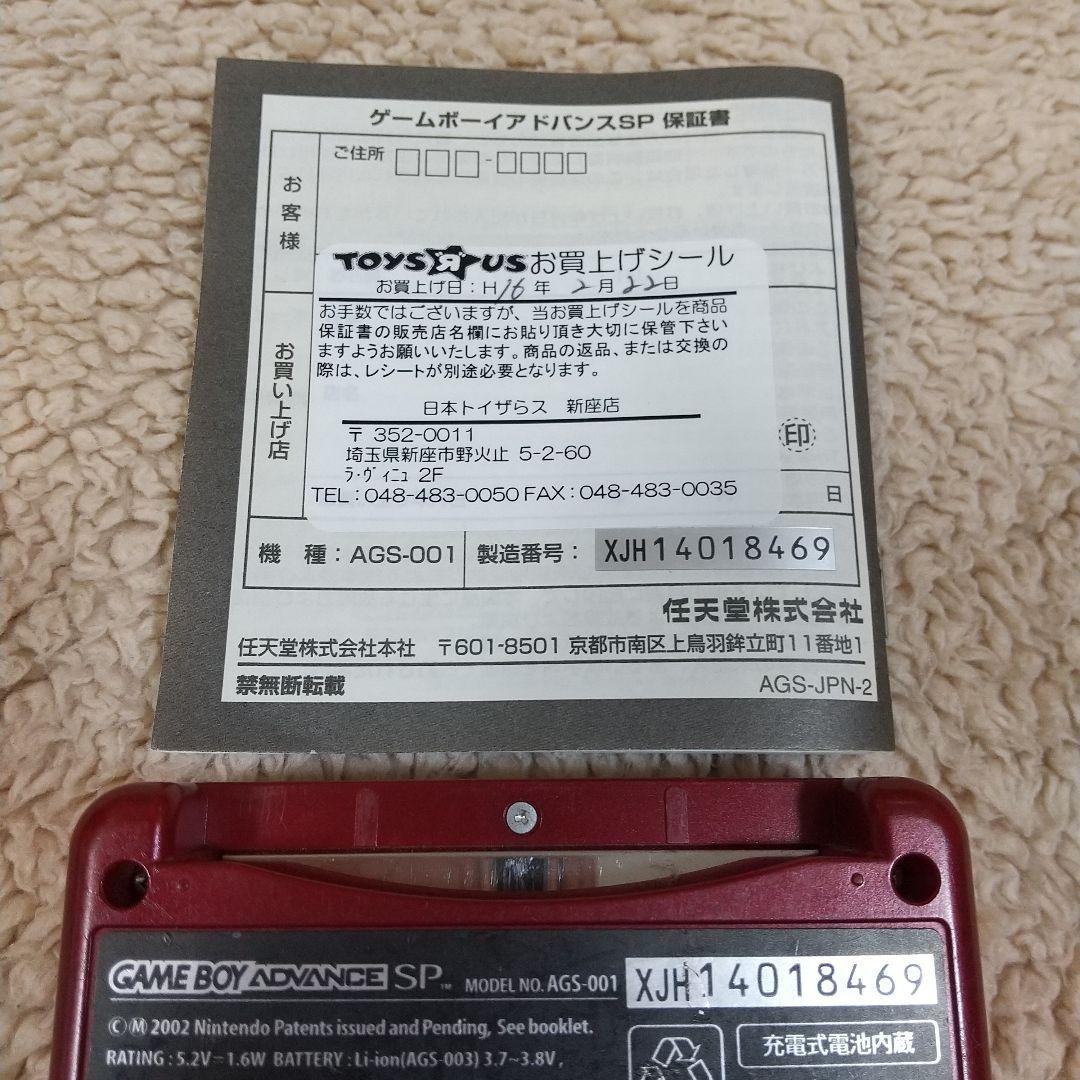 ゲームボーイアドバンスSP 保証書
お客様
ご住所 □□□-□□□□
TOYS"R"US お買上げシール
お買上げ日：H16年 2月22日
お手数ではございますが、当お買上げシールを商品
保証書の販売店名欄にお貼り頂き大切に保管下さい
ますようお願いいたします。商品の返品、または交換の
際は、レシートが別途必要となります。
日本トイザらス 新座店
〒 352-0011
埼玉県新座市野火止 5-2-60
ラ・ヴィニュ 2F
TEL：048-483-0050 FAX：048-483-0035
お買い上げ店
印
日
機 種：AGS-001
製造番号： XJH14018469
任天堂株式会社
任天堂株式会社本社 〒601-8501 京都市南区上鳥羽鉾立町11番地1
禁無断転載
AGS-JPN-2
GAME BOY ADVANCE SP™ MODEL NO. AGS-001 XJH14018469
© M 2002 Nintendo Patents issued and Pending, See booklet.
RATING : 5.2V⎓1.6W BATTERY : Li-ion(AGS-003) 3.7~3.8V,
充電式電池内蔵